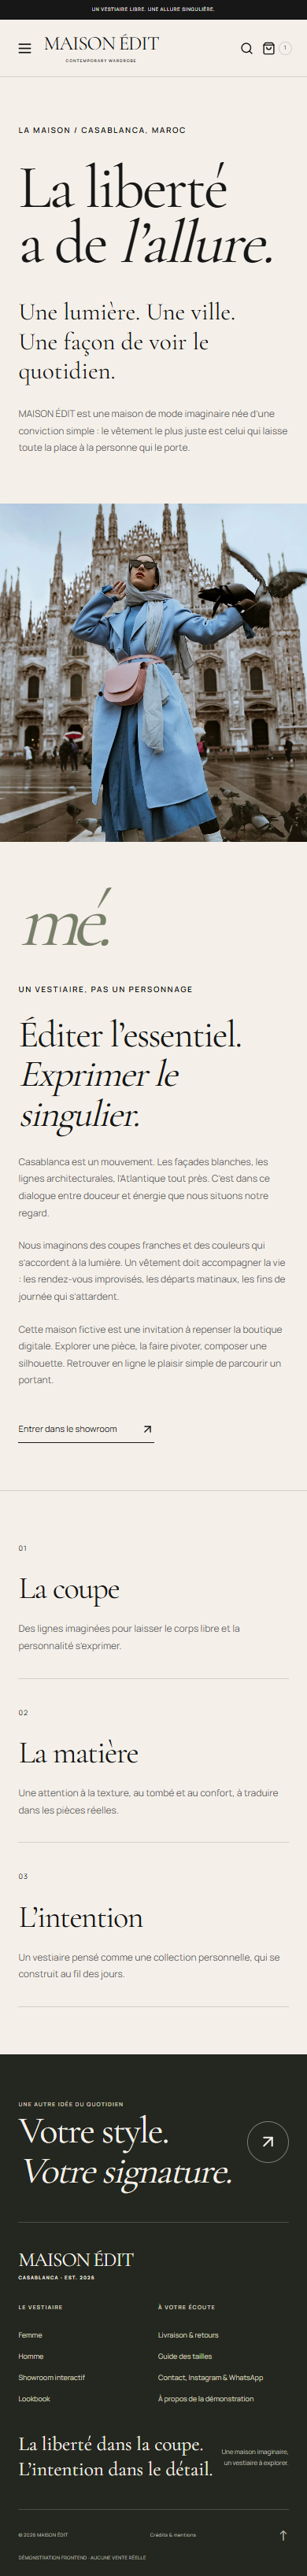 UN VESTIAIRE LIBRE. UNE ALLURE SINGULIÈRE.
MAISON ÉDIT
CONTEMPORARY WARDROBE
1
LA MAISON / CASABLANCA, MAROC
La liberté
a de l’allure.
Une lumière. Une ville.
Une façon de voir le
quotidien.
MAISON ÉDIT est une maison de mode imaginaire née d'une
conviction simple : le vêtement le plus juste est celui qui laisse
toute la place à la personne qui le porte.
mé.
UN VESTIAIRE, PAS UN PERSONNAGE
Éditer l’essentiel.
Exprimer le
singulier.
Casablanca est un mouvement. Les façades blanches, les
lignes architecturales, l'Atlantique tout près. C'est dans ce
dialogue entre douceur et énergie que nous situons notre
regard.
Nous imaginons des coupes franches et des couleurs qui
s'accordent à la lumière. Un vêtement doit accompagner la vie
: les rendez-vous improvisés, les départs matinaux, les fins de
journée qui s'attardent.
Cette maison fictive est une invitation à repenser la boutique
digitale. Explorer une pièce, la faire pivoter, composer une
silhouette. Retrouver en ligne le plaisir simple de parcourir un
portant.
Entrer dans le showroom
01
La coupe
Des lignes imaginées pour laisser le corps libre et la
personnalité s'exprimer.
02
La matière
Une attention à la texture, au tombé et au confort, à traduire
dans les pièces réelles.
03
L’intention
Un vestiaire pensé comme une collection personnelle, qui se
construit au fil des jours.
UNE AUTRE IDÉE DU QUOTIDIEN
Votre style.
Votre signature.
MAISON ÉDIT
CASABLANCA - EST. 2026
LE VESTIAIRE
À VOTRE ÉCOUTE
Femme
Livraison & retours
Homme
Guide des tailles
Showroom interactif
Contact, Instagram & WhatsApp
Lookbook
À propos de la démonstration
La liberté dans la coupe.
L’intention dans le détail.
Une maison imaginaire,
un vestiaire à explorer.
© 2026 MAISON ÉDIT
Crédits & mentions
DÉMONSTRATION FRONTEND · AUCUNE VENTE RÉELLE